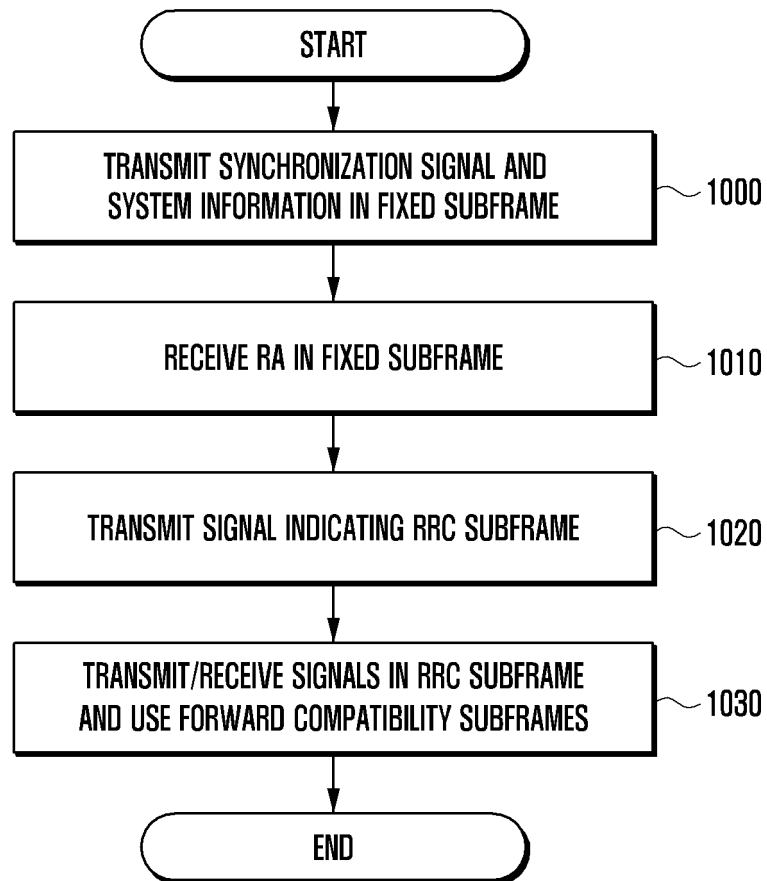 START
TRANSMIT SYNCHRONIZATION SIGNAL AND
SYSTEM INFORMATION IN FIXED SUBFRAME
1000
RECEIVE RA IN FIXED SUBFRAME
1010
TRANSMIT SIGNAL INDICATING RRC SUBFRAME
1020
TRANSMIT/RECEIVE SIGNALS IN RRC SUBFRAME
AND USE FORWARD COMPATIBILITY SUBFRAMES
1030
END